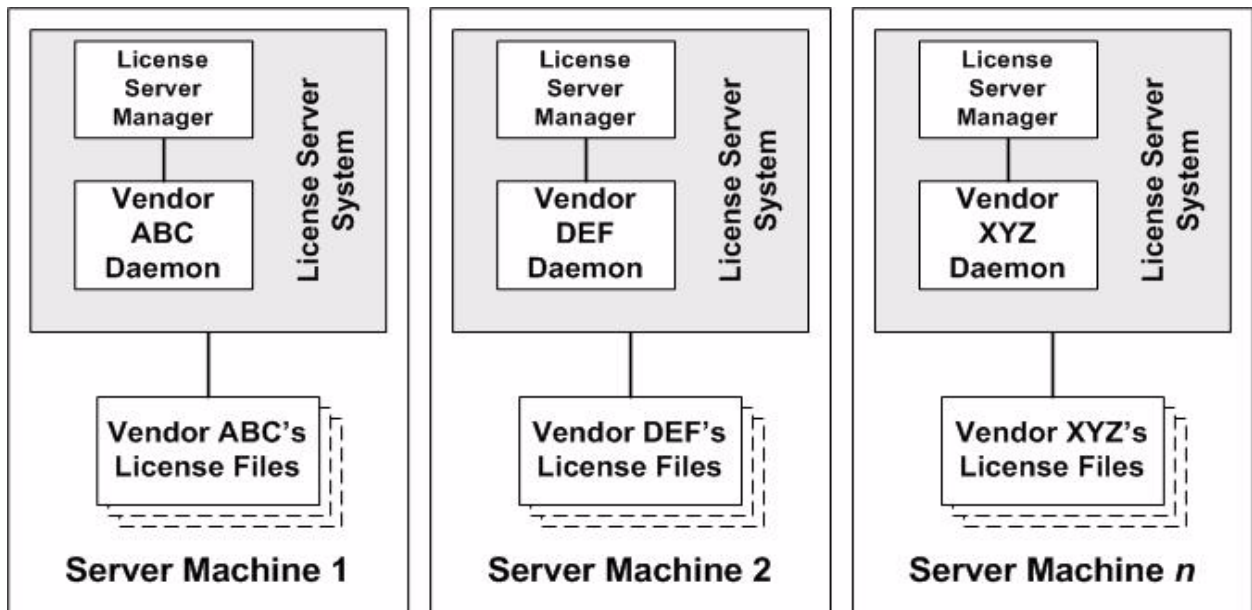 License
Server
Manager
Vendor
ABC
Daemon
License Server
System
Vendor ABC's
License Files
Server Machine 1
License
Server
Manager
Vendor
DEF
Daemon
License Server
System
Vendor DEF's
License Files
Server Machine 2
License
Server
Manager
Vendor
XYZ
Daemon
License Server
System
Vendor XYZ's
License Files
Server Machine n